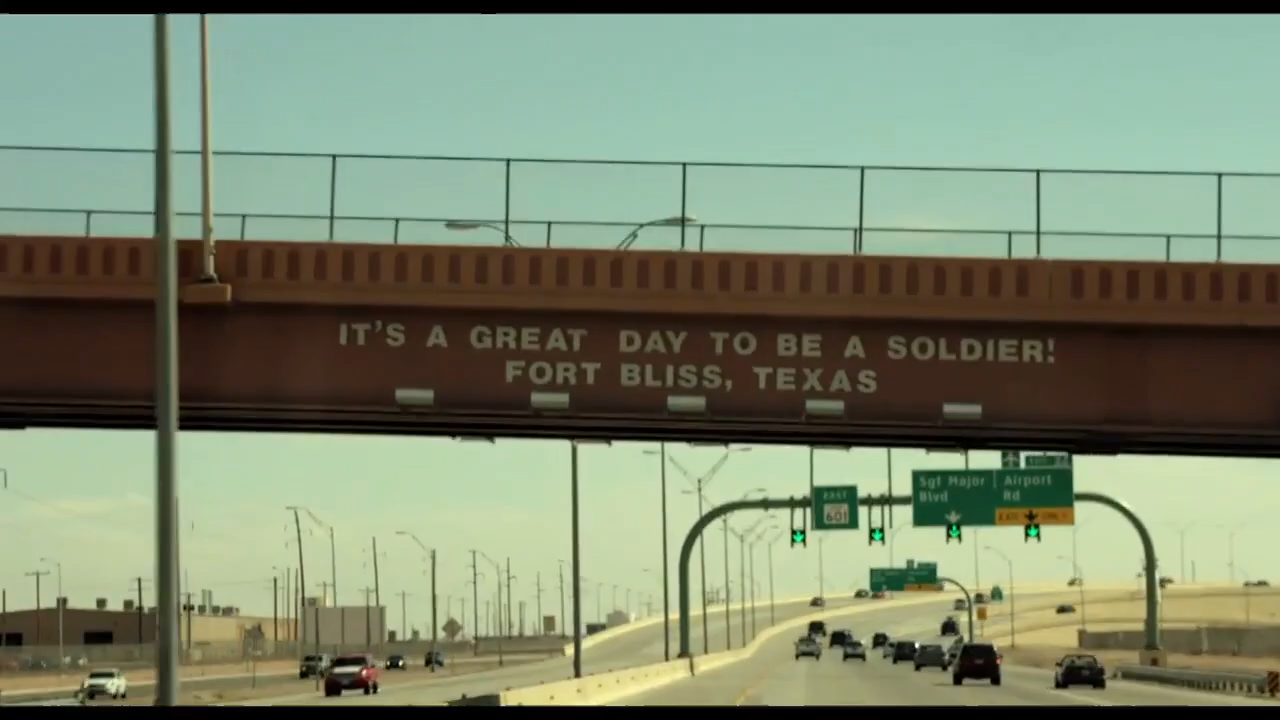 IT'S A GREAT DAY TO BE A SOLDIER!
FORT BLISS, TEXAS
EAST
601
Sgt Major
Blvd
Airport
Rd